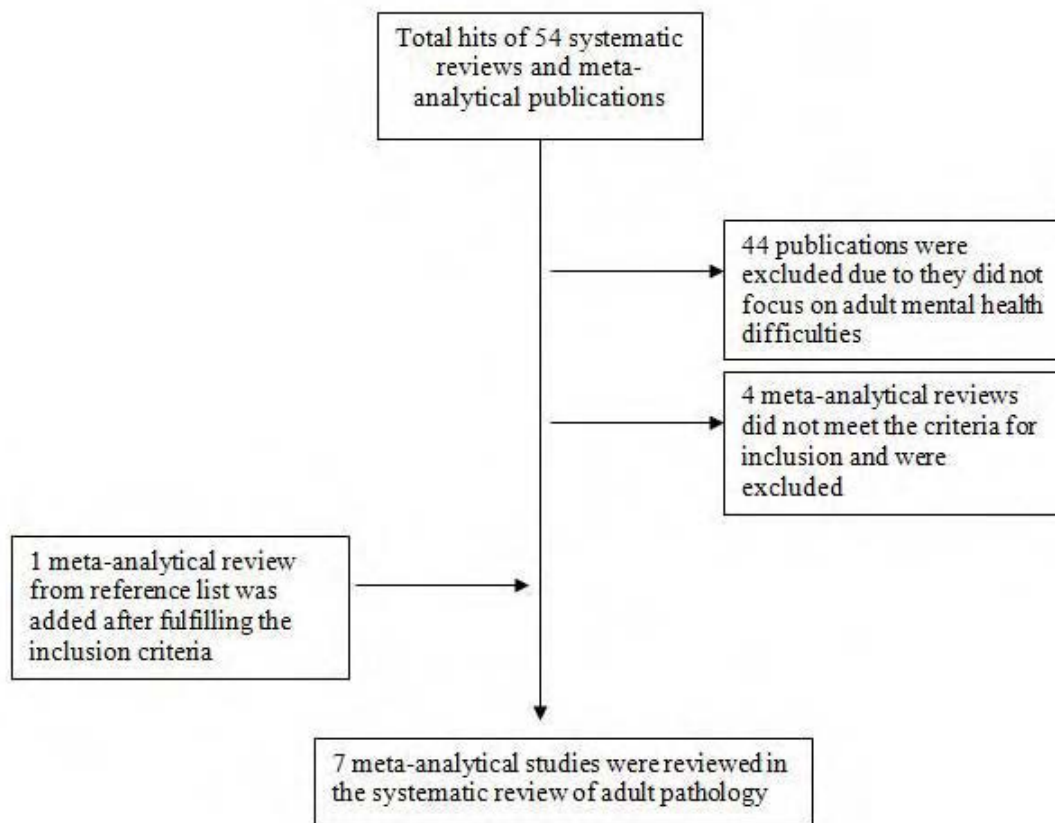 Total hits of 54 systematic
reviews and meta-
analytical publications
44 publications were
excluded due to they did not
focus on adult mental health
difficulties
4 meta-analytical reviews
did not meet the criteria for
inclusion and were
excluded
1 meta-analytical review
from reference list was
added after fulfilling the
inclusion criteria
7 meta-analytical studies were reviewed in
the systematic review of adult pathology